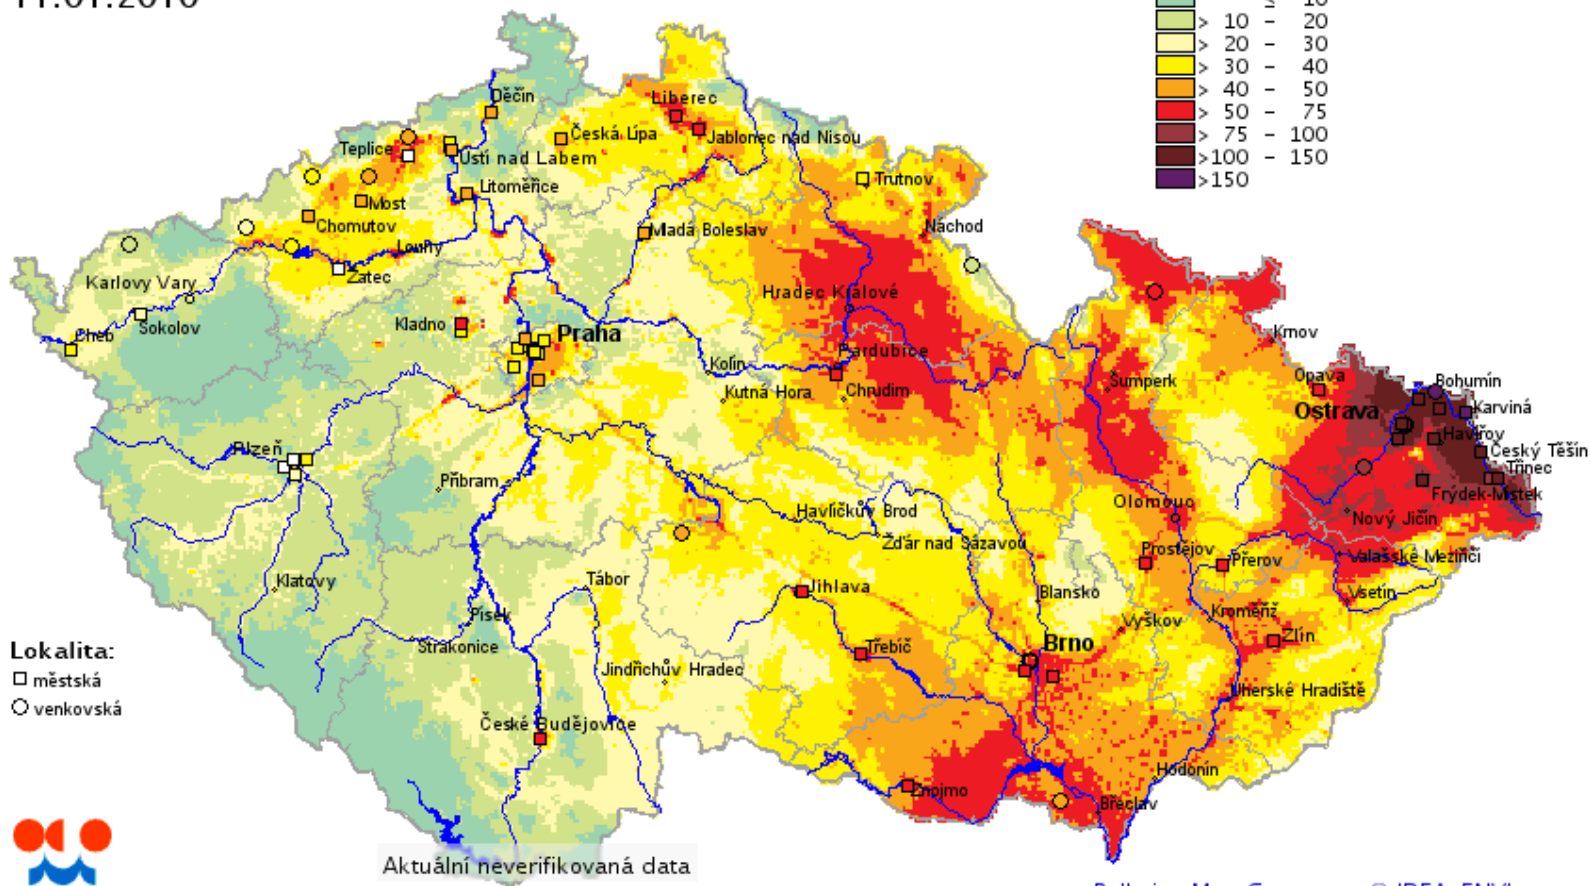 11.01.2010
≤ 10
> 10 - 20
> 20 - 30
> 30 - 40
> 40 - 50
> 50 - 75
> 75 - 100
>100 - 150
>150
Děčín
Liberec
Česká Lípa
Jablonec nad Nisou
Teplice
Ústí nad Labem
Trutnov
Litoměřice
Most
Chomutov
Mladá Boleslav
Náchod
Louny
Žatec
Karlovy Vary
Hradec Králové
Sokolov
Kladno
Praha
Cheb
Krnov
Pardubice
Kolín
Opava
Bohumín
Šumperk
Kutná Hora
Chrudim
Ostrava
Karviná
Havířov
Plzeň
Český Těšín
Třinec
Příbram
Frýdek-Místek
Havlíčkův Brod
Olomouc
Nový Jičín
Žďár nad Sázavou
Prostějov
Přerov
Valašské Meziříčí
Klatovy
Tábor
Jihlava
Blansko
Vsetín
Písek
Kroměříž
Vyškov
Zlín
Lokalita:
Strakonice
Třebíč
Brno
městská
Jindřichův Hradec
Uherské Hradiště
venkovská
České Budějovice
Hodonín
Znojmo
Břeclav
Aktuální neverifikovaná data